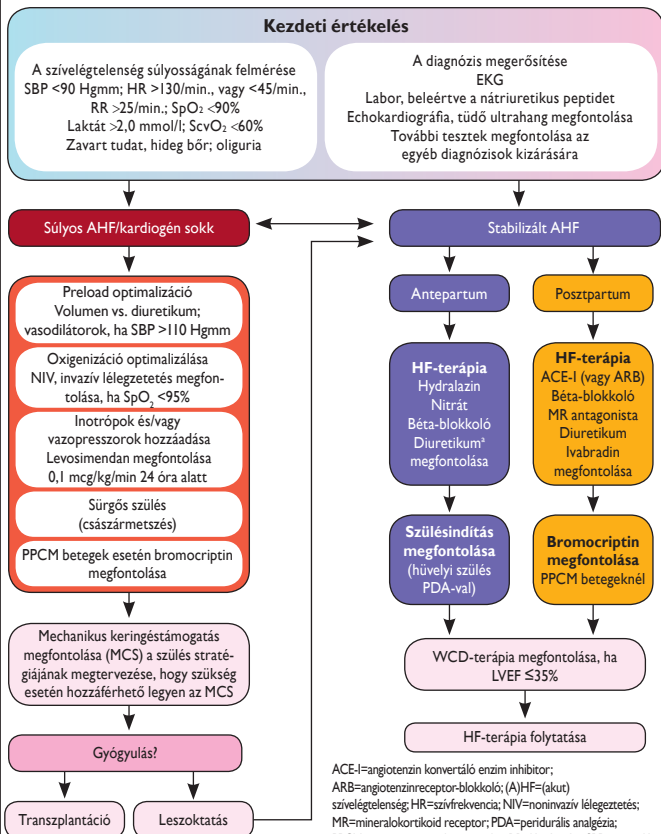 Kezdeti értékelés
A szívelégtelenség súlyosságának felmérése
SBP <90 Hgmm; HR >130/min., vagy <45/min.,
RR >25/min.; SpO₂ <90%
Laktát >2,0 mmol/l; ScvO₂ <60%
Zavart tudat, hideg bőr; oliguria
A diagnózis megerősítése
EKG
Labor, beleértve a nátriuretikus peptidet
Echokardiográfia, tüdő ultrahang megfontolása
További tesztek megfontolása az
egyéb diagnózisok kizárására
Súlyos AHF/kardiogén sokk
Stabilizált AHF
Preload optimalizáció
Volumen vs. diuretikum;
vasodilátorok, ha SBP >110 Hgmm
Oxigenizáció optimalizálása
NIV, invazív lélegzetetés megfon-
tolása, ha SpO₂ <95%
Inotrópok és/vagy
vazopresszorok hozzáadása
Levosimendan megfontolása
0,1 mcg/kg/min 24 óra alatt
Sürgős szülés
(császármetszés)
PPCM betegek esetén bromocriptin
megfontolása
Mechanikus keringéstámogatás
megfontolása (MCS) a szülés straté-
giájának megtervezése, hogy szükség
esetén hozzáférhető legyen az MCS
Gyógyulás?
Transzplantáció
Leszoktatás
Antepartum
Posztpartum
HF-terápia
Hydralazin
Nitrát
Béta-blokkoló
Diuretikumᵃ
megfontolása
HF-terápia
ACE-I (vagy ARB)
Béta-blokkoló
MR antagonista
Diuretikum
Ivabradin
megfontolása
Szülésindítás
megfontolása
(hüvelyi szülés
PDA-val)
Bromocriptin
megfontolása
PPCM betegeknél
WCD-terápia megfontolása, ha
LVEF ≤35%
HF-terápia folytatása
ACE-I=angiotenzin konvertáló enzim inhibitor;
ARB=angiotenzinreceptor-blokkoló; (A)HF=(akut)
szívelégtelenség; HR=szívfrekvencia; NIV=noninvazív lélegeztetés;
MR=mineralokortikoid receptor; PDA=peridurális analgézia;